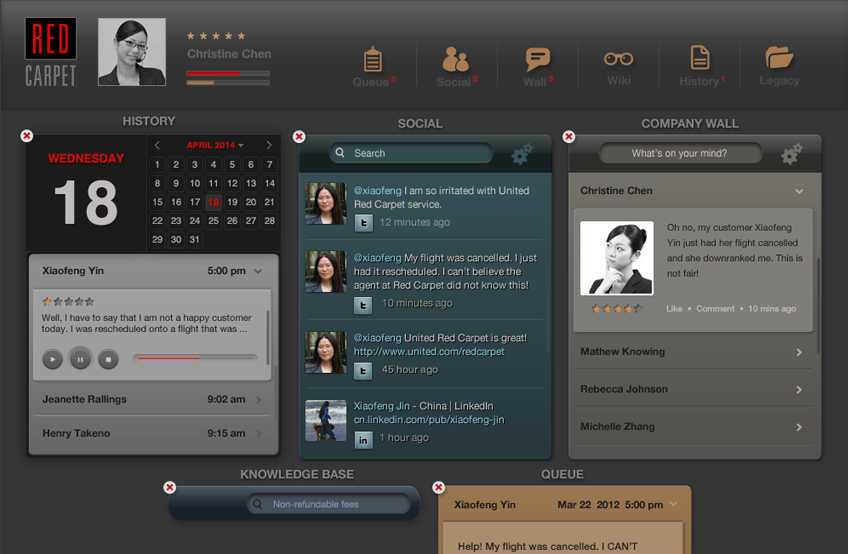 RED
CARPET
Christine Chen
Queue 5
Social 2
Wall 5
Wiki
History 1
Legacy
HISTORY
WEDNESDAY
18
APRIL 2014
1 2 3 4 5 6 7
8 9 10 11 12 13 14
15 16 17 18 19 20 21
22 23 24 25 26 27 28
29 30 31
Xiaofeng Yin 5:00 pm
Well, I have to say that I am not a happy customer
today. I was rescheduled onto a flight that was ...
Jeanette Rallings 9:02 am
Henry Takeno 9:15 am
SOCIAL
Search
@xiaofeng I am so irritated with United
Red Carpet service.
12 minutes ago
@xiaofeng My flight was cancelled. I just
had it rescheduled. I can't believe the
agent at Red Carpet did not know this!
10 minutes ago
@xiaofeng United Red Carpet is great!
http://www.united.com/redcarpet
45 hour ago
Xiaofeng Jin - China | LinkedIn
cn.linkedin.com/pub/xiaofeng-jin
in 1 hour ago
COMPANY WALL
What's on your mind?
Christine Chen
Oh no, my customer Xiaofeng
Yin just had her flight cancelled
and she downranked me. This is
not fair!
Like • Comment • 10 mins ago
Mathew Knowing
Rebecca Johnson
Michelle Zhang
KNOWLEDGE BASE
Non-refundable fees
QUEUE
Xiaofeng Yin Mar 22 2012 5:00 pm
Help! My flight was cancelled. I CAN'T